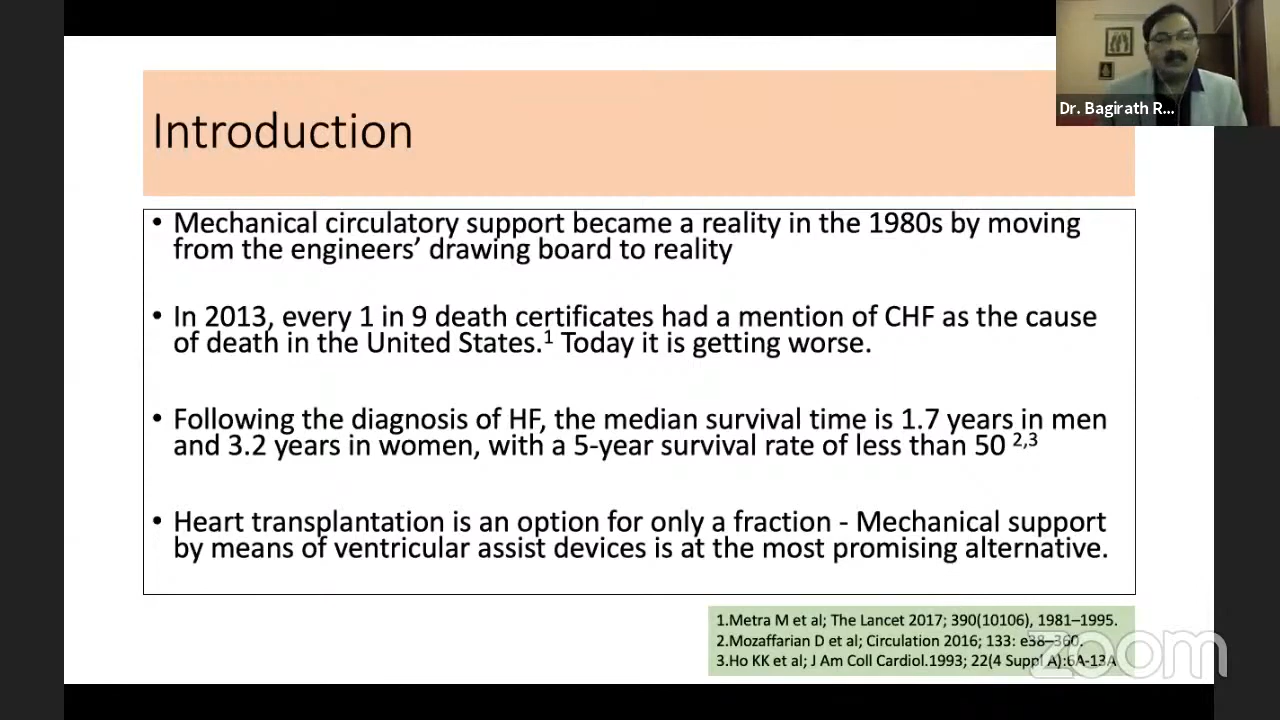 Dr. Bagirath R...
Introduction
• Mechanical circulatory support became a reality in the 1980s by moving
from the engineers’ drawing board to reality
• In 2013, every 1 in 9 death certificates had a mention of CHF as the cause
of death in the United States.1 Today it is getting worse.
• Following the diagnosis of HF, the median survival time is 1.7 years in men
and 3.2 years in women, with a 5-year survival rate of less than 50 2,3
• Heart transplantation is an option for only a fraction - Mechanical support
by means of ventricular assist devices is at the most promising alternative.
1.Metra M et al; The Lancet 2017; 390(10106), 1981–1995.
2.Mozaffarian D et al; Circulation 2016; 133: e38–360.
3.Ho KK et al; J Am Coll Cardiol.1993; 22(4 Suppl A):6A-13A
zoom